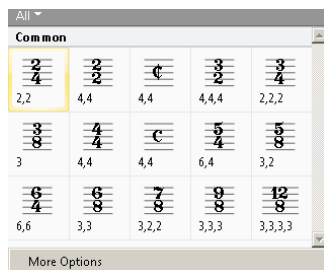 All
Common
2 2 ¢ 3 3
4 2 2 4
2,2 4,4 4,4 4,4,4 2,2,2
3 4 C 5 5
8 4 4 8
3 4,4 4,4 6,4 3,2
6 6 7 9 12
4 8 8 8 8
6,6 3,3 3,2,2 3,3,3 3,3,3,3
More Options